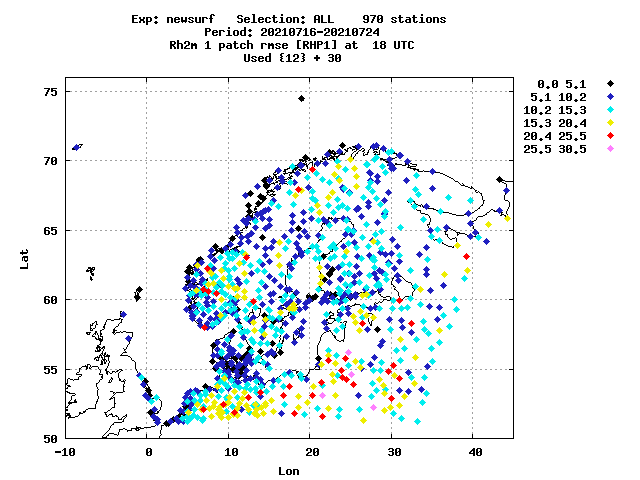 Exp: newsurf Selection: ALL 970 stations
Period: 20210716-20210724
Rh2m 1 patch rmse [RHP1] at 18 UTC
Used {12} + 30
0.0 5.1
5.1 10.2
10.2 15.3
15.3 20.4
20.4 25.5
25.5 30.5
75
70
65
60
55
50
Lat
-10 0 10 20 30 40
Lon